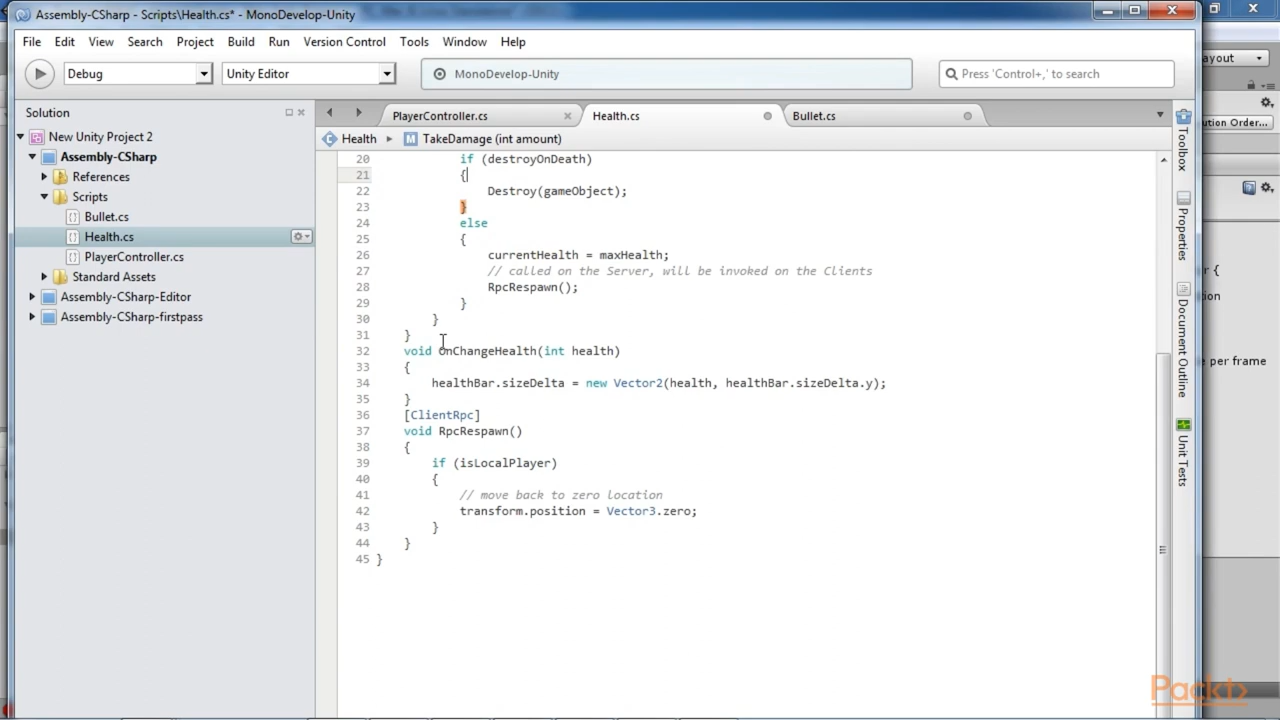 Assembly-CSharp - Scripts\Health.cs* - MonoDevelop-Unity
File Edit View Search Project Build Run Version Control Tools Window Help
Debug Unity Editor MonoDevelop-Unity Press 'Control+,' to search
Solution
New Unity Project 2
Assembly-CSharp
References
Scripts
Bullet.cs
Health.cs
PlayerController.cs
Standard Assets
Assembly-CSharp-Editor
Assembly-CSharp-firstpass
PlayerController.cs Health.cs Bullet.cs
Health TakeDamage (int amount)
20 if (destroyOnDeath)
21 {
22 Destroy(gameObject);
23 }
24 else
25 {
26 currentHealth = maxHealth;
27 // called on the Server, will be invoked on the Clients
28 RpcRespawn();
29 }
30 }
31 }
32 void OnChangeHealth(int health)
33 {
34 healthBar.sizeDelta = new Vector2(health, healthBar.sizeDelta.y);
35 }
36 [ClientRpc]
37 void RpcRespawn()
38 {
39 if (isLocalPlayer)
40 {
41 // move back to zero location
42 transform.position = Vector3.zero;
43 }
44 }
45 }
Toolbox
Properties
Document Outline
Unit Tests
ayout
ution Order...
r {
tion
e per frame
Packt>